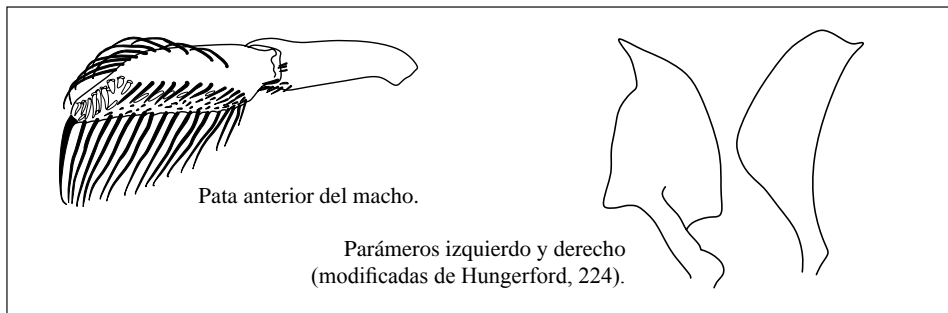 Pata anterior del macho.
Parámeros izquierdo y derecho
(modificadas de Hungerford, 224).